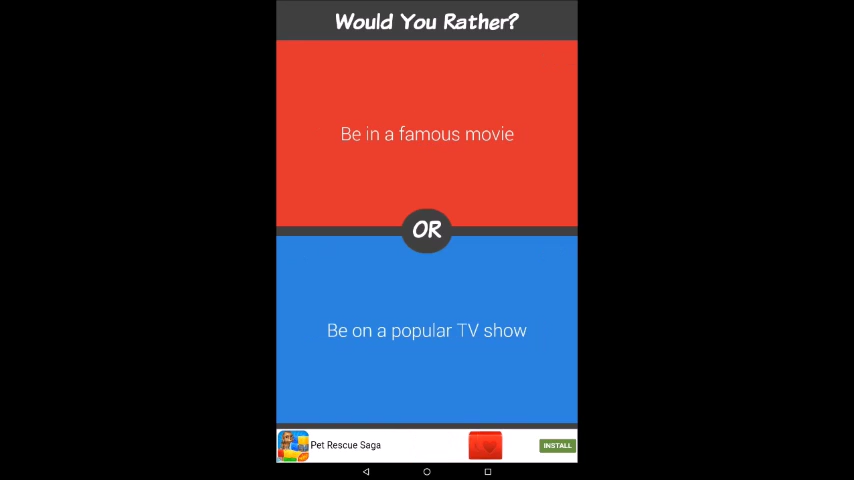 Would You Rather?
Be in a famous movie
OR
Be on a popular TV show
Pet Rescue Saga
INSTALL